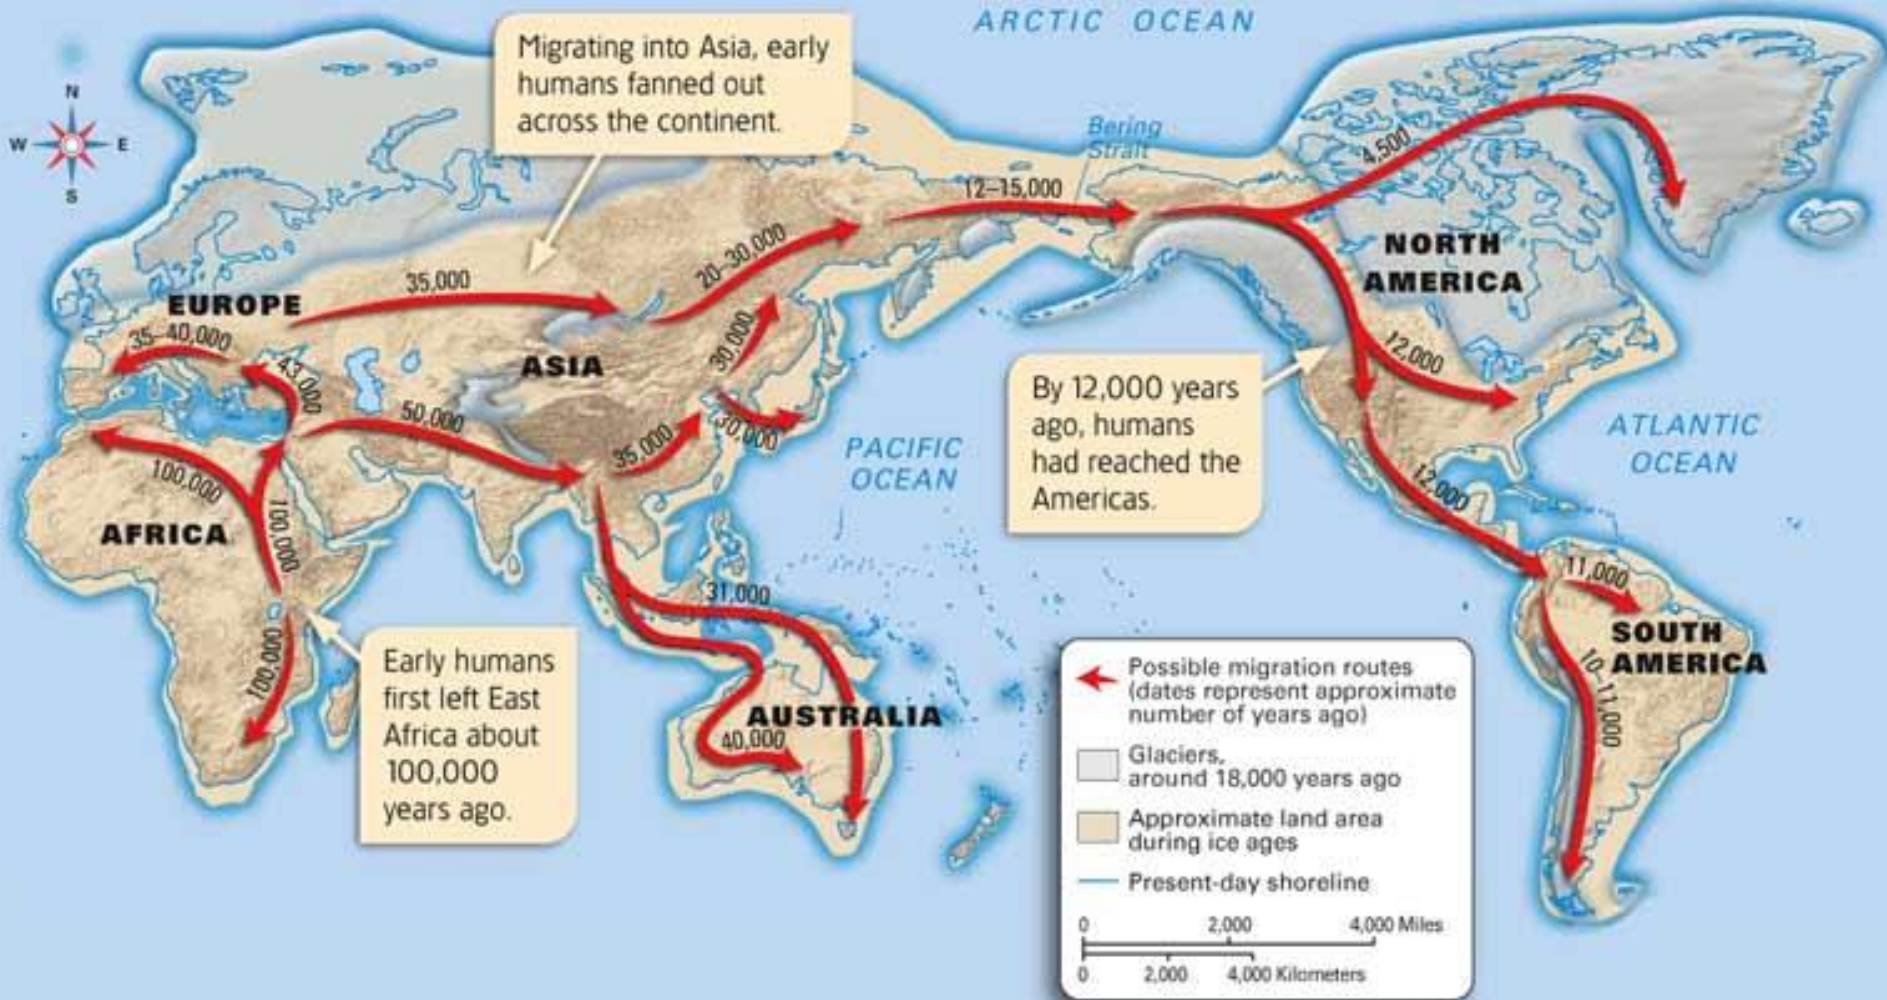 ARCTIC OCEAN
Migrating into Asia, early
humans fanned out
across the continent.
N
W
E
S
Bering
Strait
4,500
12–15,000
NORTH
AMERICA
20–30,000
35,000
EUROPE
35–40,000
43,000
ASIA
30,000
12,000
By 12,000 years
ago, humans
had reached the
Americas.
50,000
35,000
30,000
PACIFIC
OCEAN
ATLANTIC
OCEAN
100,000
12,000
AFRICA
100,000
11,000
31,000
SOUTH
AMERICA
100,000
Early humans
first left East
Africa about
100,000
years ago.
10–11,000
AUSTRALIA
40,000
Possible migration routes
(dates represent approximate
number of years ago)
Glaciers,
around 18,000 years ago
Approximate land area
during ice ages
Present-day shoreline
0 2,000 4,000 Miles
0 2,000 4,000 Kilometers